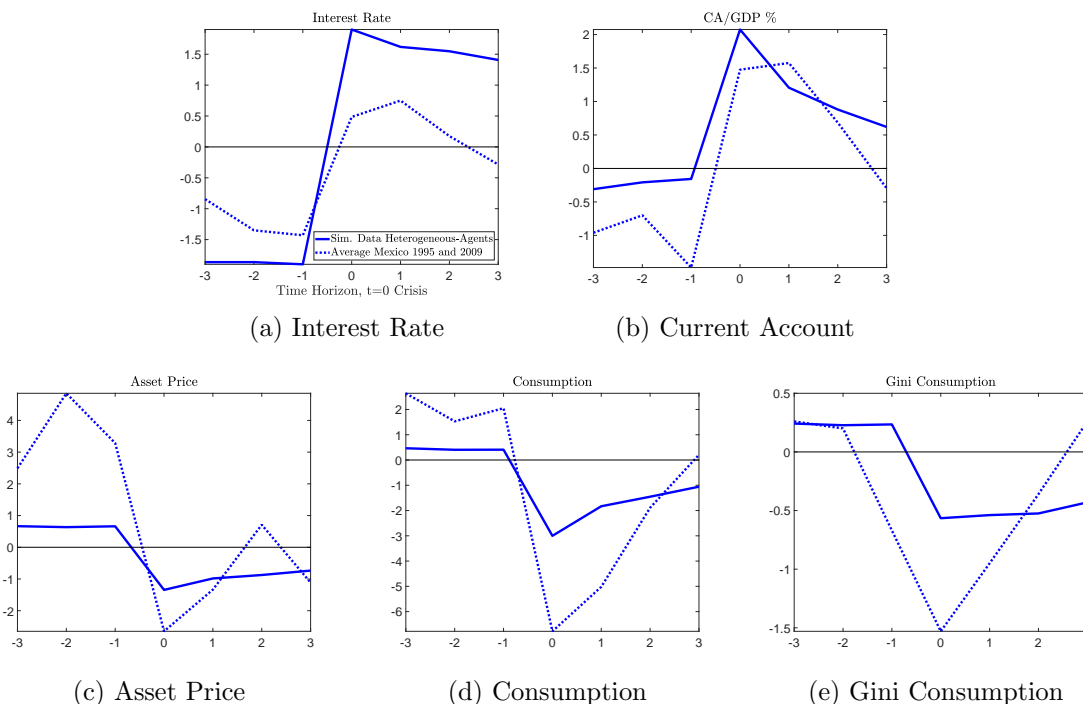 Interest Rate
1.5
1
0.5
0
-0.5
-1
-1.5
Sim. Data Heterogeneous-Agents
Average Mexico 1995 and 2009
-3 -2 -1 0 1 2 3
Time Horizon, t=0 Crisis
(a) Interest Rate
CA/GDP %
2
1.5
1
0.5
0
-0.5
-1
-3 -2 -1 0 1 2 3
(b) Current Account
Asset Price
4
3
2
1
0
-1
-2
-3 -2 -1 0 1 2 3
(c) Asset Price
Consumption
2
1
0
-1
-2
-3
-4
-5
-6
-3 -2 -1 0 1 2 3
(d) Consumption
Gini Consumption
0.5
0
-0.5
-1
-1.5
-3 -2 -1 0 1 2
(e) Gini Consumption